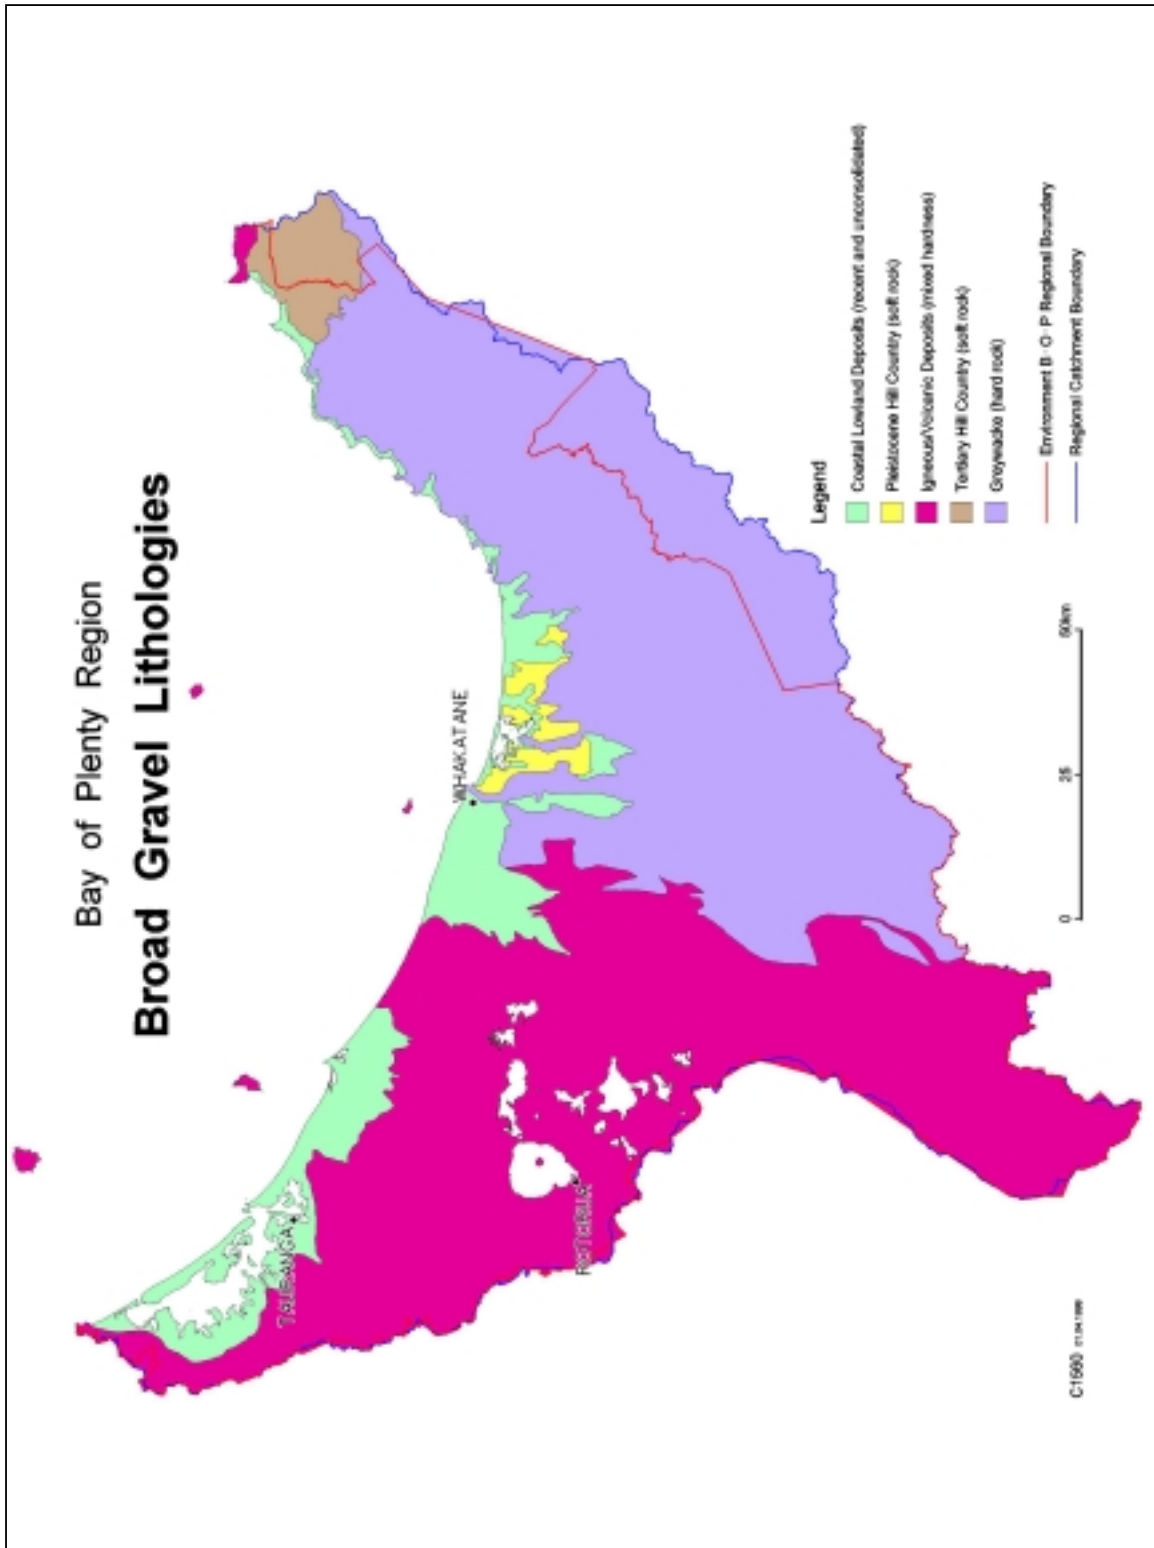 Bay of Plenty Region
Broad Gravel Lithologies
WHAKATANE
TAURANGA
ROTORUA
Legend
Coastal Lowland Deposits (recent and unconsolidated)
Pleistocene Hill Country (soft rock)
Igneous/Volcanic Deposits (mixed hardness)
Tertiary Hill Country (soft rock)
Greywacke (hard rock)
Environment B·O·P Regional Boundary
Regional Catchment Boundary
0 25 50km
C1560